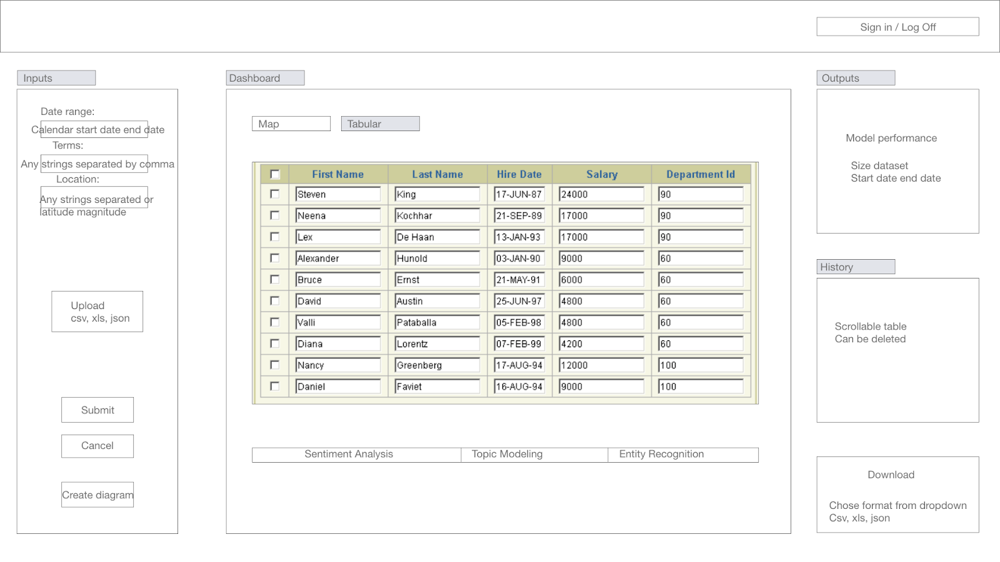 Sign in / Log Off
Inputs
Date range:
Calendar start date end date
Terms:
Any strings separated by comma
Location:
Any strings separated or
latitude magnitude
Upload
csv, xls, json
Submit
Cancel
Create diagram
Dashboard
Map Tabular
First Name Last Name Hire Date Salary Department Id
Steven King 17-JUN-87 24000 90
Neena Kochhar 21-SEP-89 17000 90
Lex De Haan 13-JAN-93 17000 90
Alexander Hunold 03-JAN-90 9000 60
Bruce Ernst 21-MAY-91 6000 60
David Austin 25-JUN-97 4800 60
Valli Pataballa 05-FEB-98 4800 60
Diana Lorentz 07-FEB-99 4200 60
Nancy Greenberg 17-AUG-94 12000 100
Daniel Faviet 16-AUG-94 9000 100
Sentiment Analysis Topic Modeling Entity Recognition
Outputs
Model performance
Size dataset
Start date end date
History
Scrollable table
Can be deleted
Download
Chose format from dropdown
Csv, xls, json